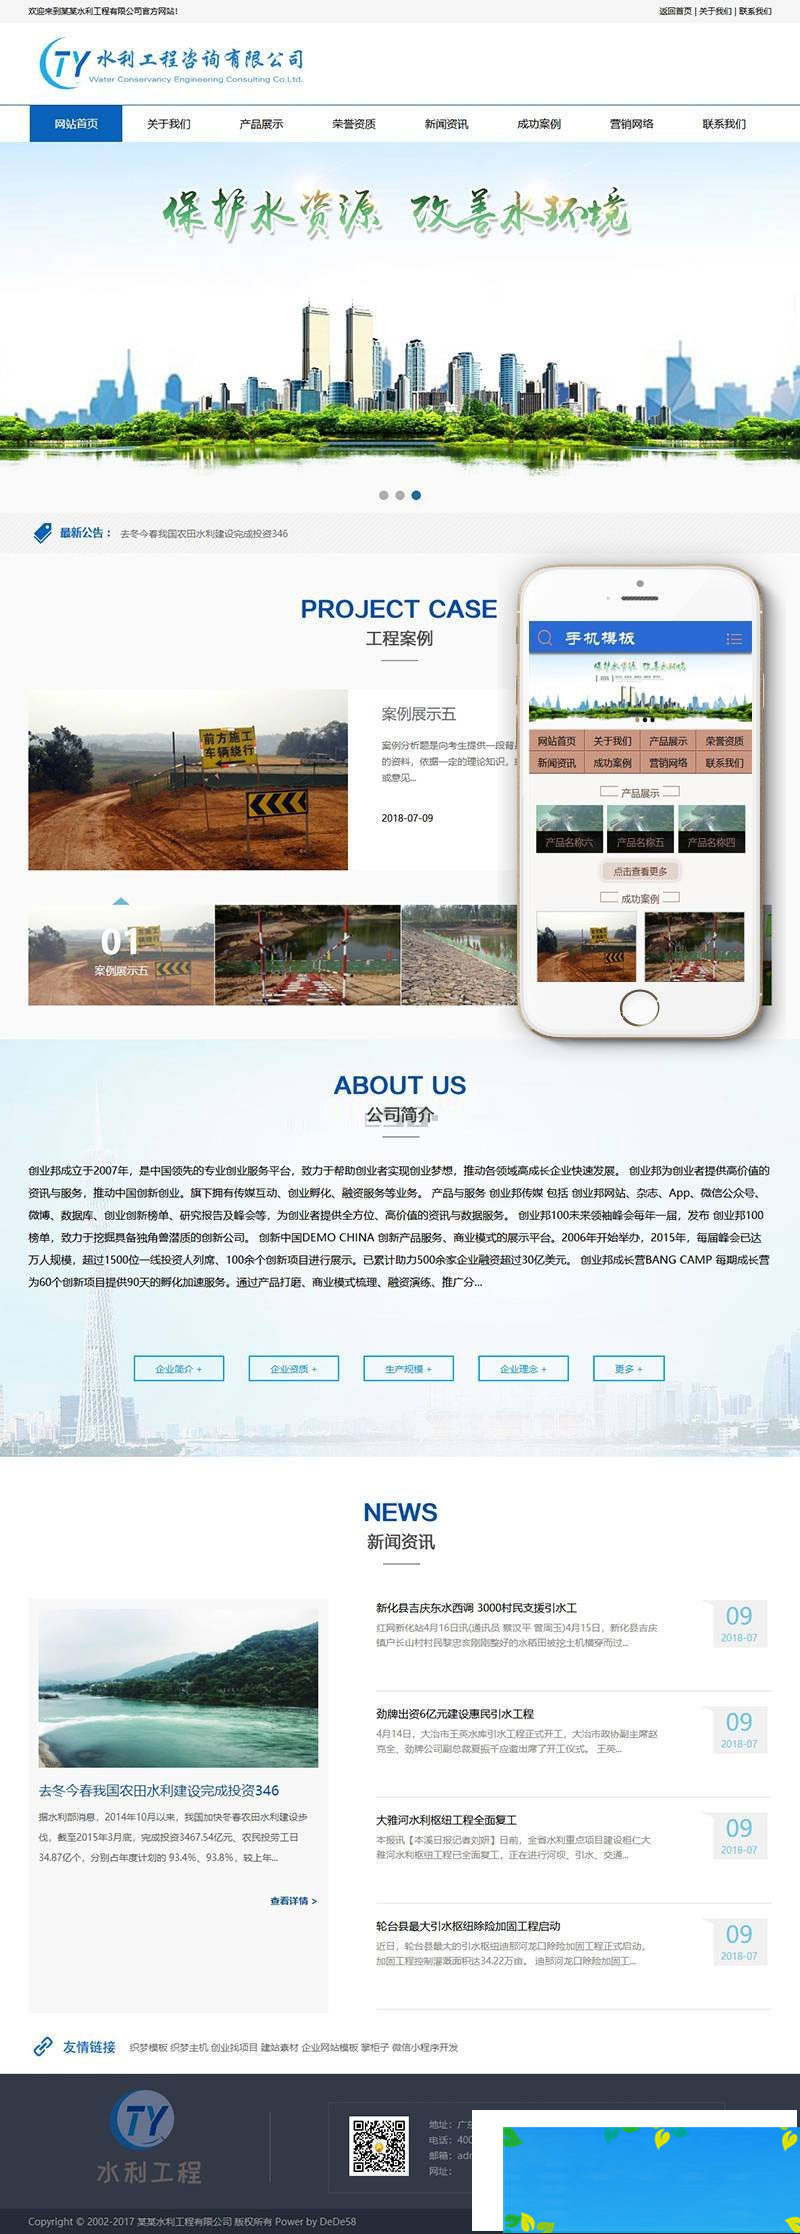 欢迎来到某某水利工程有限公司官方网站!
返回首页 | 关于我们 | 联系我们
TY 水利工程咨询有限公司
Water Conservancy Engineering Consulting Co.Ltd.
网站首页 关于我们 产品展示 荣誉资质 新闻资讯 成功案例 营销网络 联系我们
保护水资源 改善水环境
最新公告： 去冬今春我国农田水利建设完成投资346
PROJECT CASE
工程案例
前方施工
车辆绕行
案例展示五
案例分析题是向考生提供一段背
的资料，依据一定的理论知识，
或意见...
2018-07-09
01
案例展示五
手机模板
保护水资源 改善水环境
网站首页 关于我们 产品展示 荣誉资质
新闻资讯 成功案例 营销网络 联系我们
产品展示
产品名称六 产品名称五 产品名称四
点击查看更多
成功案例
ABOUT US
公司简介
创业邦成立于2007年，是中国领先的专业创业服务平台，致力于帮助创业者实现创业梦想，推动各领域高成长企业快速发展。 创业邦为创业者提供高价值的
资讯与服务，推动中国创新创业。旗下拥有传媒互动、创业孵化、融资服务等业务。 产品与服务 创业邦传媒 包括 创业邦网站、杂志、App、微信公众号、
微博、数据库、创业创新榜单、研究报告及峰会等，为创业者提供全方位、高价值的资讯与数据服务。 创业邦100未来领袖峰会每年一届，发布 创业邦100
榜单，致力于挖掘具备独角兽潜质的创新公司。 创新中国DEMO CHINA 创新产品服务、商业模式的展示平台。2006年开始举办，2015年，每届峰会已达
万人规模，超过1500位一线投资人列席、100余个创新项目进行展示。已累计助力500余家企业融资超过30亿美元。 创业邦成长营BANG CAMP 每期成长营
为60个创新项目提供90天的孵化加速服务。通过产品打磨、商业模式梳理、融资演练、推广分...
企业简介 + 企业资质 + 生产规模 + 企业理念 + 更多 +
NEWS
新闻资讯
去冬今春我国农田水利建设完成投资346
据水利部消息，2014年10月以来，我国加快冬春农田水利建设步
伐，截至2015年3月底，完成投资3467.54亿元、农民投劳工日
34.87亿个，分别占年度计划的 93.4%、93.8%，较上年...
查看详情 >
新化县吉庆东水西调 3000村民支援引水工
红网新化站4月16日讯(通讯员 蔡汉平 曾周玉)4月15日，新化县吉庆
镇户长山村村民黎忠亥刚刚整好的水稻田被挖土机横穿而过...
09
2018-07
劲牌出资6亿元建设惠民引水工程
4月14日，大冶市王英水库引水工程正式开工，大冶市政协副主席赵
克全、劲牌公司副总裁夏振千应邀出席了开工仪式。 王英...
09
2018-07
大雅河水利枢纽工程全面复工
本报讯【本溪日报记者刘妍】日前，全省水利重点项目建设桓仁大
雅河水利枢纽工程已全面复工，正在进行河坝、引水、交通...
09
2018-07
轮台县最大引水枢纽除险加固工程启动
近日，轮台县最大的引水枢纽迪那河龙口除险加固工程正式启动，
加固工程控制灌溉面积达34.22万亩。 迪那河龙口除险加固工...
09
2018-07
友情链接 织梦模板 织梦主机 创业找项目 建站素材 企业网站模板 掌柜子 微信小程序开发
TY
水利工程
地址：广东
电话：400
邮箱：adm
网址：
Copyright © 2002-2017 某某水利工程有限公司 版权所有 Power by DeDe58